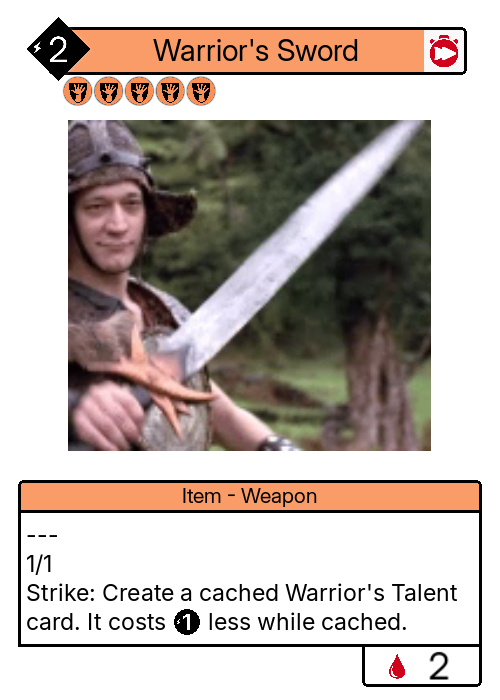 2
Warrior's Sword
Item - Weapon
---
1/1
Strike: Create a cached Warrior's Talent
card. It costs 1 less while cached.
2